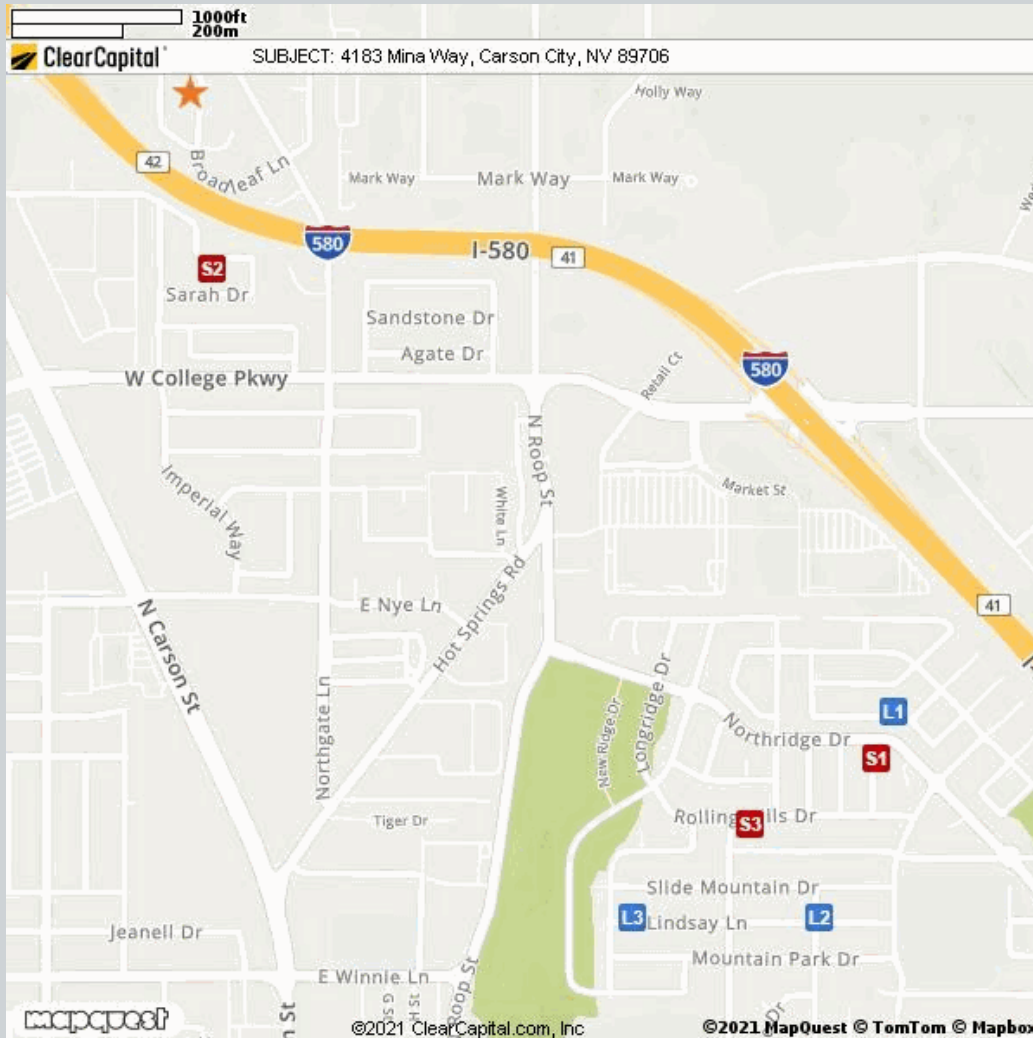 1000ft
200m
ClearCapital
SUBJECT: 4183 Mina Way, Carson City, NV 89706
Holly Way
42
Broadleaf Ln
Mark Way
Mark Way
Mark Way
580
I-580
41
S2
Sarah Dr
Sandstone Dr
Agate Dr
W College Pkwy
Retail Ct
580
N Roop St
Imperial Way
White Ln
Market St
E Nye Ln
Hot Springs Rd
41
N Carson St
Northgate Ln
New Ridge Dr
Longridge Dr
L1
Northridge Dr
S1
Tiger Dr
S3
Slide Mountain Dr
L3
Lindsay Ln
L2
Jeanell Dr
Mountain Park Dr
E Winnie Ln
Roop St
G St
S H St
n St
Dr
mapquest
©2021 ClearCapital.com, Inc
©2021 MapQuest © TomTom © Mapbox